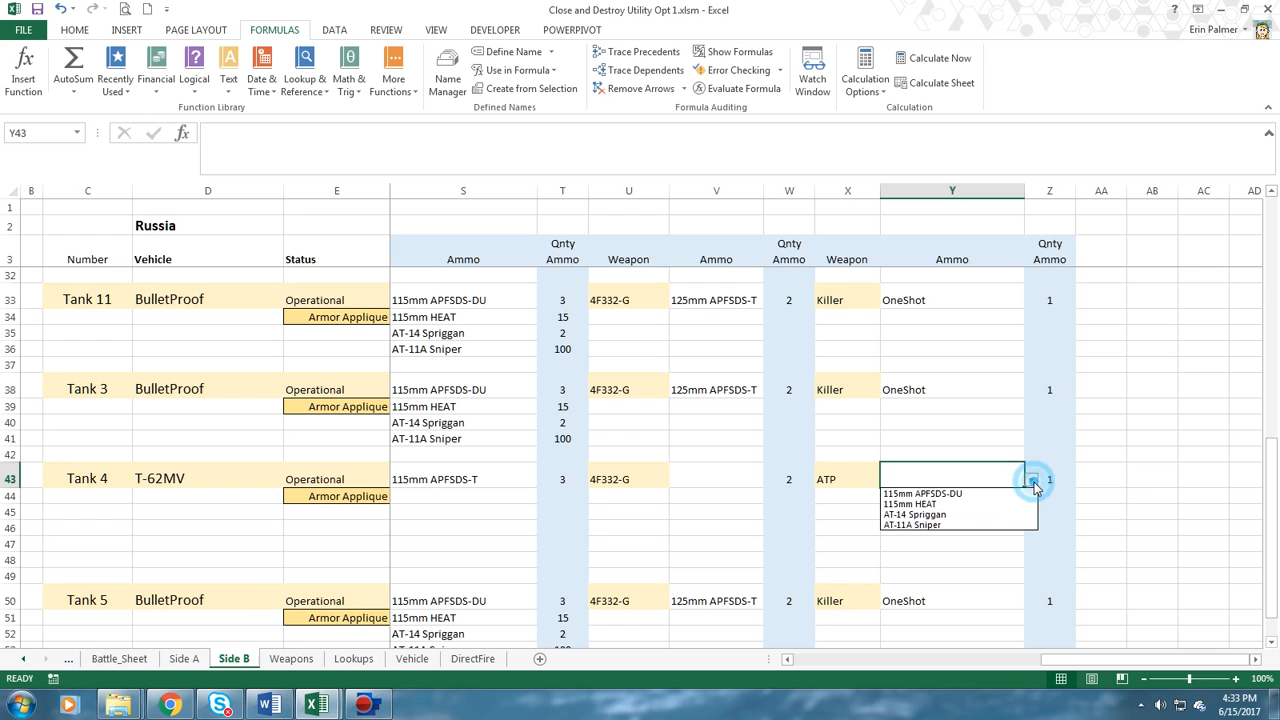 Close and Destroy Utility Opt 1.xlsm - Excel
FILE HOME INSERT PAGE LAYOUT FORMULAS DATA REVIEW VIEW DEVELOPER POWERPIVOT Erin Palmer
Insert Function
AutoSum
Recently Used
Financial
Logical
Text
Date & Time
Lookup & Reference
Math & Trig
More Functions
Function Library
Name Manager
Define Name
Use in Formula
Create from Selection
Defined Names
Trace Precedents
Trace Dependents
Remove Arrows
Show Formulas
Error Checking
Evaluate Formula
Formula Auditing
Watch Window
Calculation Options
Calculate Now
Calculate Sheet
Calculation
Y43 fx
B C D E S T U V W X Y Z AA AB AC AD
1
2 Russia
3 Number Vehicle Status Ammo Qnty Ammo Weapon Ammo Qnty Ammo Weapon Ammo Qnty Ammo
32
33 Tank 11 BulletProof Operational 115mm APFSDS-DU 3 4F332-G 125mm APFSDS-T 2 Killer OneShot 1
34 Armor Applique 115mm HEAT 15
35 AT-14 Spriggan 2
36 AT-11A Sniper 100
37
38 Tank 3 BulletProof Operational 115mm APFSDS-DU 3 4F332-G 125mm APFSDS-T 2 Killer OneShot 1
39 Armor Applique 115mm HEAT 15
40 AT-14 Spriggan 2
41 AT-11A Sniper 100
42
43 Tank 4 T-62MV Operational 115mm APFSDS-T 3 4F332-G 2 ATP 1
44 Armor Applique
115mm APFSDS-DU
115mm HEAT
AT-14 Spriggan
AT-11A Sniper
45
46
47
48
49
50 Tank 5 BulletProof Operational 115mm APFSDS-DU 3 4F332-G 125mm APFSDS-T 2 Killer OneShot 1
51 Armor Applique 115mm HEAT 15
52 AT-14 Spriggan 2
... Battle_Sheet Side A Side B Weapons Lookups Vehicle DirectFire
READY 100%
4:33 PM
6/15/2017